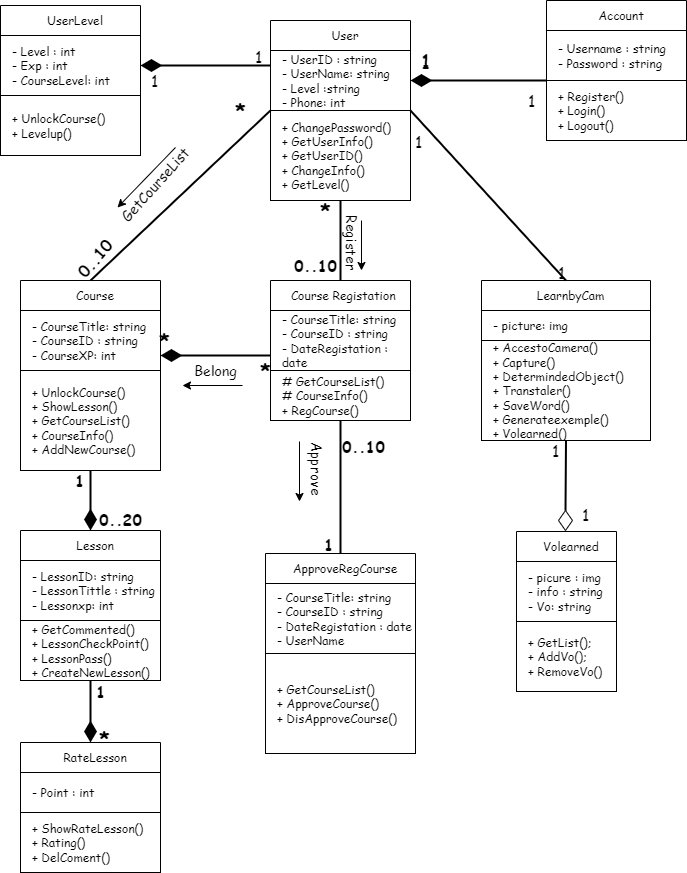 UserLevel
- Level : int
- Exp : int
- CourseLevel: int
+ UnlockCourse()
+ Levelup()
1
1
User
- UserID : string
- UserName: string
- Level :string
- Phone: int
+ ChangePassword()
+ GetUserInfo()
+ GetUserID()
+ ChangeInfo()
+ GetLevel()
1
1
Account
- Username : string
- Password : string
+ Register()
+ Login()
+ Logout()
*
GetCourseList
0..10
*
Register
0..10
1
1
Course
- CourseTitle: string
- CourseID : string
- CourseXP: int
+ UnlockCourse()
+ ShowLesson()
+ GetCourseList()
+ CourseInfo()
+ AddNewCourse()
*
Belong
*
Course Registation
- CourseTitle: string
- CourseID : string
- DateRegistation :
date
# GetCourseList()
# CourseInfo()
+ RegCourse()
LearnbyCam
- picture: img
+ AccestoCamera()
+ Capture()
+ DetermindedObject()
+ Transtaler()
+ SaveWord()
+ Generateexemple()
+ Volearned()
1
0..20
Approve
0..10
1
1
1
Lesson
- LessonID: string
- LessonTittle : string
- Lessonxp: int
+ GetCommented()
+ LessonCheckPoint()
+ LessonPass()
+ CreateNewLesson()
ApproveRegCourse
- CourseTitle: string
- CourseID : string
- DateRegistation : date
- UserName
+ GetCourseList()
+ ApproveCourse()
+ DisApproveCourse()
Volearned
- picure : img
- info : string
- Vo: string
+ GetList();
+ AddVo();
+ RemoveVo()
1
*
RateLesson
- Point : int
+ ShowRateLesson()
+ Rating()
+ DelComent()